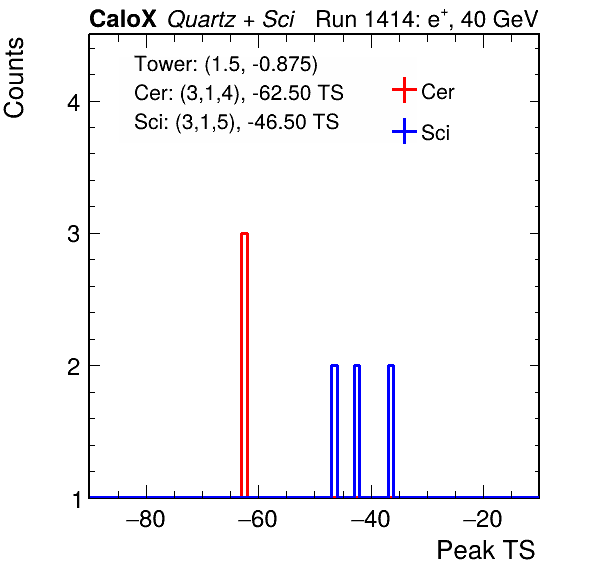 CaloX Quartz + Sci Run 1414: e+, 40 GeV
Counts
Tower: (1.5, -0.875)
Cer: (3,1,4), -62.50 TS
Sci: (3,1,5), -46.50 TS
Cer
Sci
4
3
2
1
−80 −60 −40 −20
Peak TS